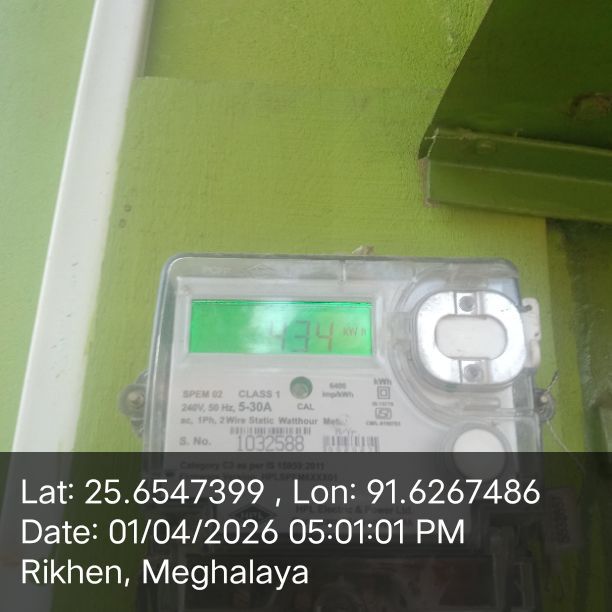 434 kWh
SPEM 02 CLASS 1
6400 imp/kWh
kWh
240V, 50 Hz, 5-30A
CAL
ac, 1Ph, 2Wire Static Watthour
S. No. 1032588
Category C3 as per IS 15959:2011
HPL Electric & Power Ltd.
Lat: 25.6547399 , Lon: 91.6267486
Date: 01/04/2026 05:01:01 PM
Rikhen, Meghalaya